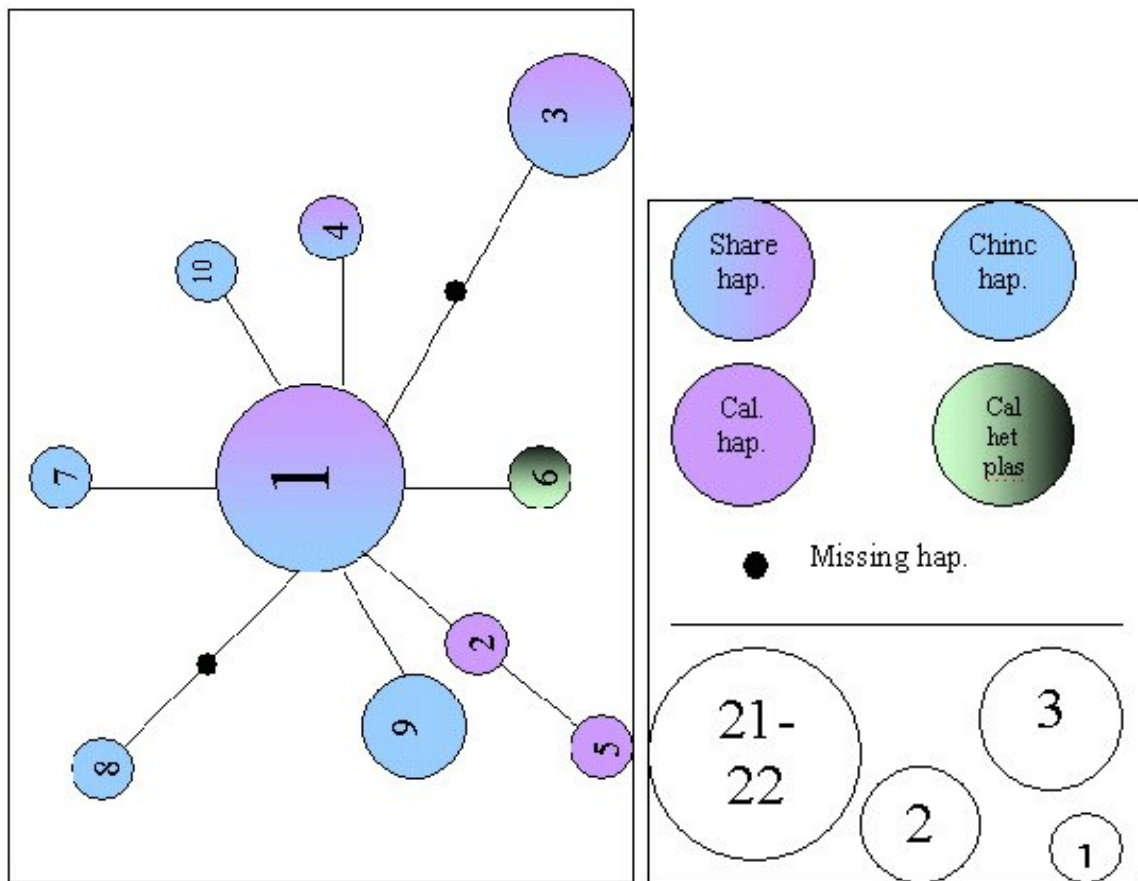 3
4
10
1
7
6
2
9
8
5
Share
hap.
Chinc
hap.
Cal.
hap.
Cal
het
plas
Missing hap.
21-
22
3
2
1